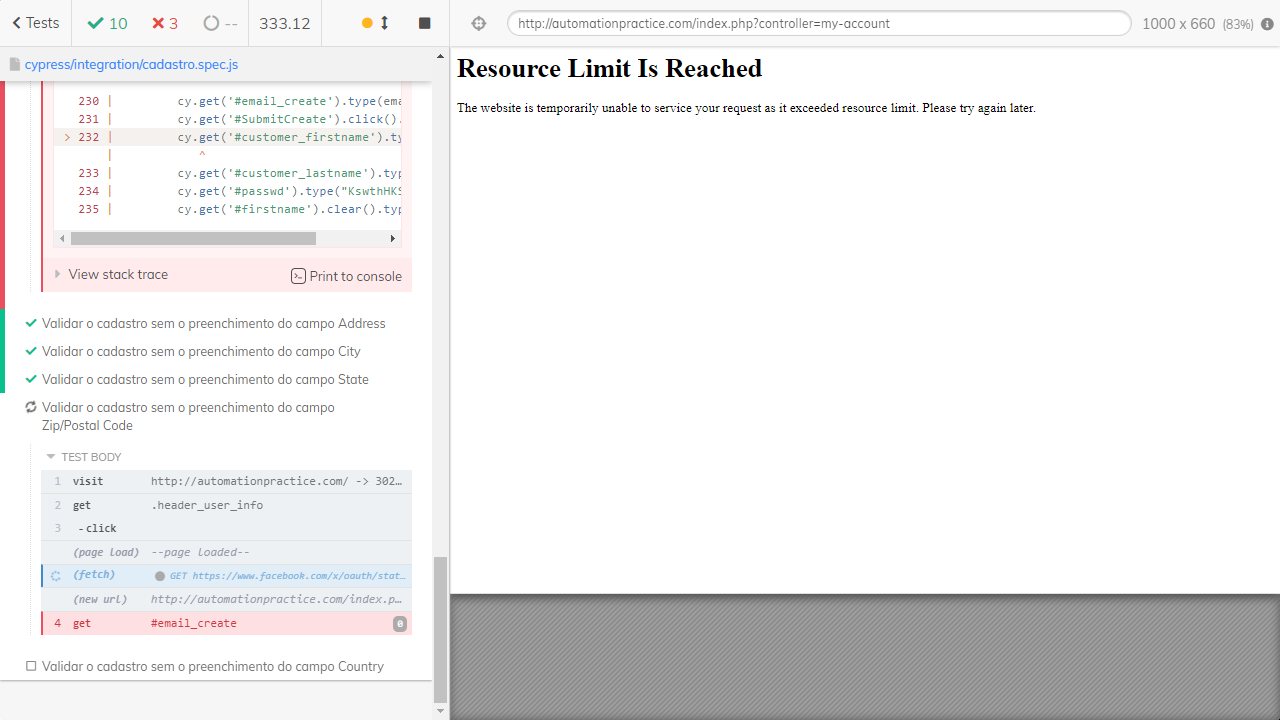 Tests
10
3
--
333.12
http://automationpractice.com/index.php?controller=my-account
1000 x 660 (83%)
cypress/integration/cadastro.spec.js
230 | cy.get('#email_create').type(ema
231 | cy.get('#SubmitCreate').click().
> 232 | cy.get('#customer_firstname').ty
| ^
233 | cy.get('#customer_lastname').typ
234 | cy.get('#passwd').type("KswthHKS
235 | cy.get('#firstname').clear().typ
View stack trace
Print to console
Validar o cadastro sem o preenchimento do campo Address
Validar o cadastro sem o preenchimento do campo City
Validar o cadastro sem o preenchimento do campo State
Validar o cadastro sem o preenchimento do campo
Zip/Postal Code
TEST BODY
1 visit http://automationpractice.com/ -> 302…
2 get .header_user_info
3 -click
(page load) --page loaded--
(fetch) GET https://www.facebook.com/x/oauth/stat…
(new url) http://automationpractice.com/index.p…
4 get #email_create 0
Validar o cadastro sem o preenchimento do campo Country
Resource Limit Is Reached
The website is temporarily unable to service your request as it exceeded resource limit. Please try again later.